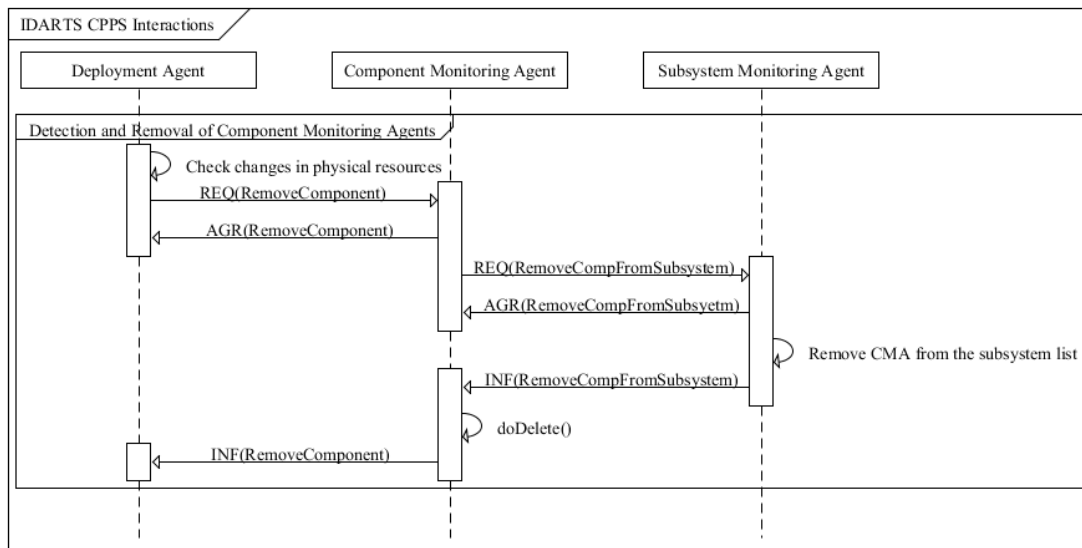 IDARTS CPPS Interactions
Deployment Agent
Component Monitoring Agent
Subsystem Monitoring Agent
Detection and Removal of Component Monitoring Agents
Check changes in physical resources
REQ(RemoveComponent)
AGR(RemoveComponent)
REQ(RemoveCompFromSubsystem)
AGR(RemoveCompFromSubsyetm)
Remove CMA from the subsystem list
INF(RemoveCompFromSubsystem)
doDelete()
INF(RemoveComponent)